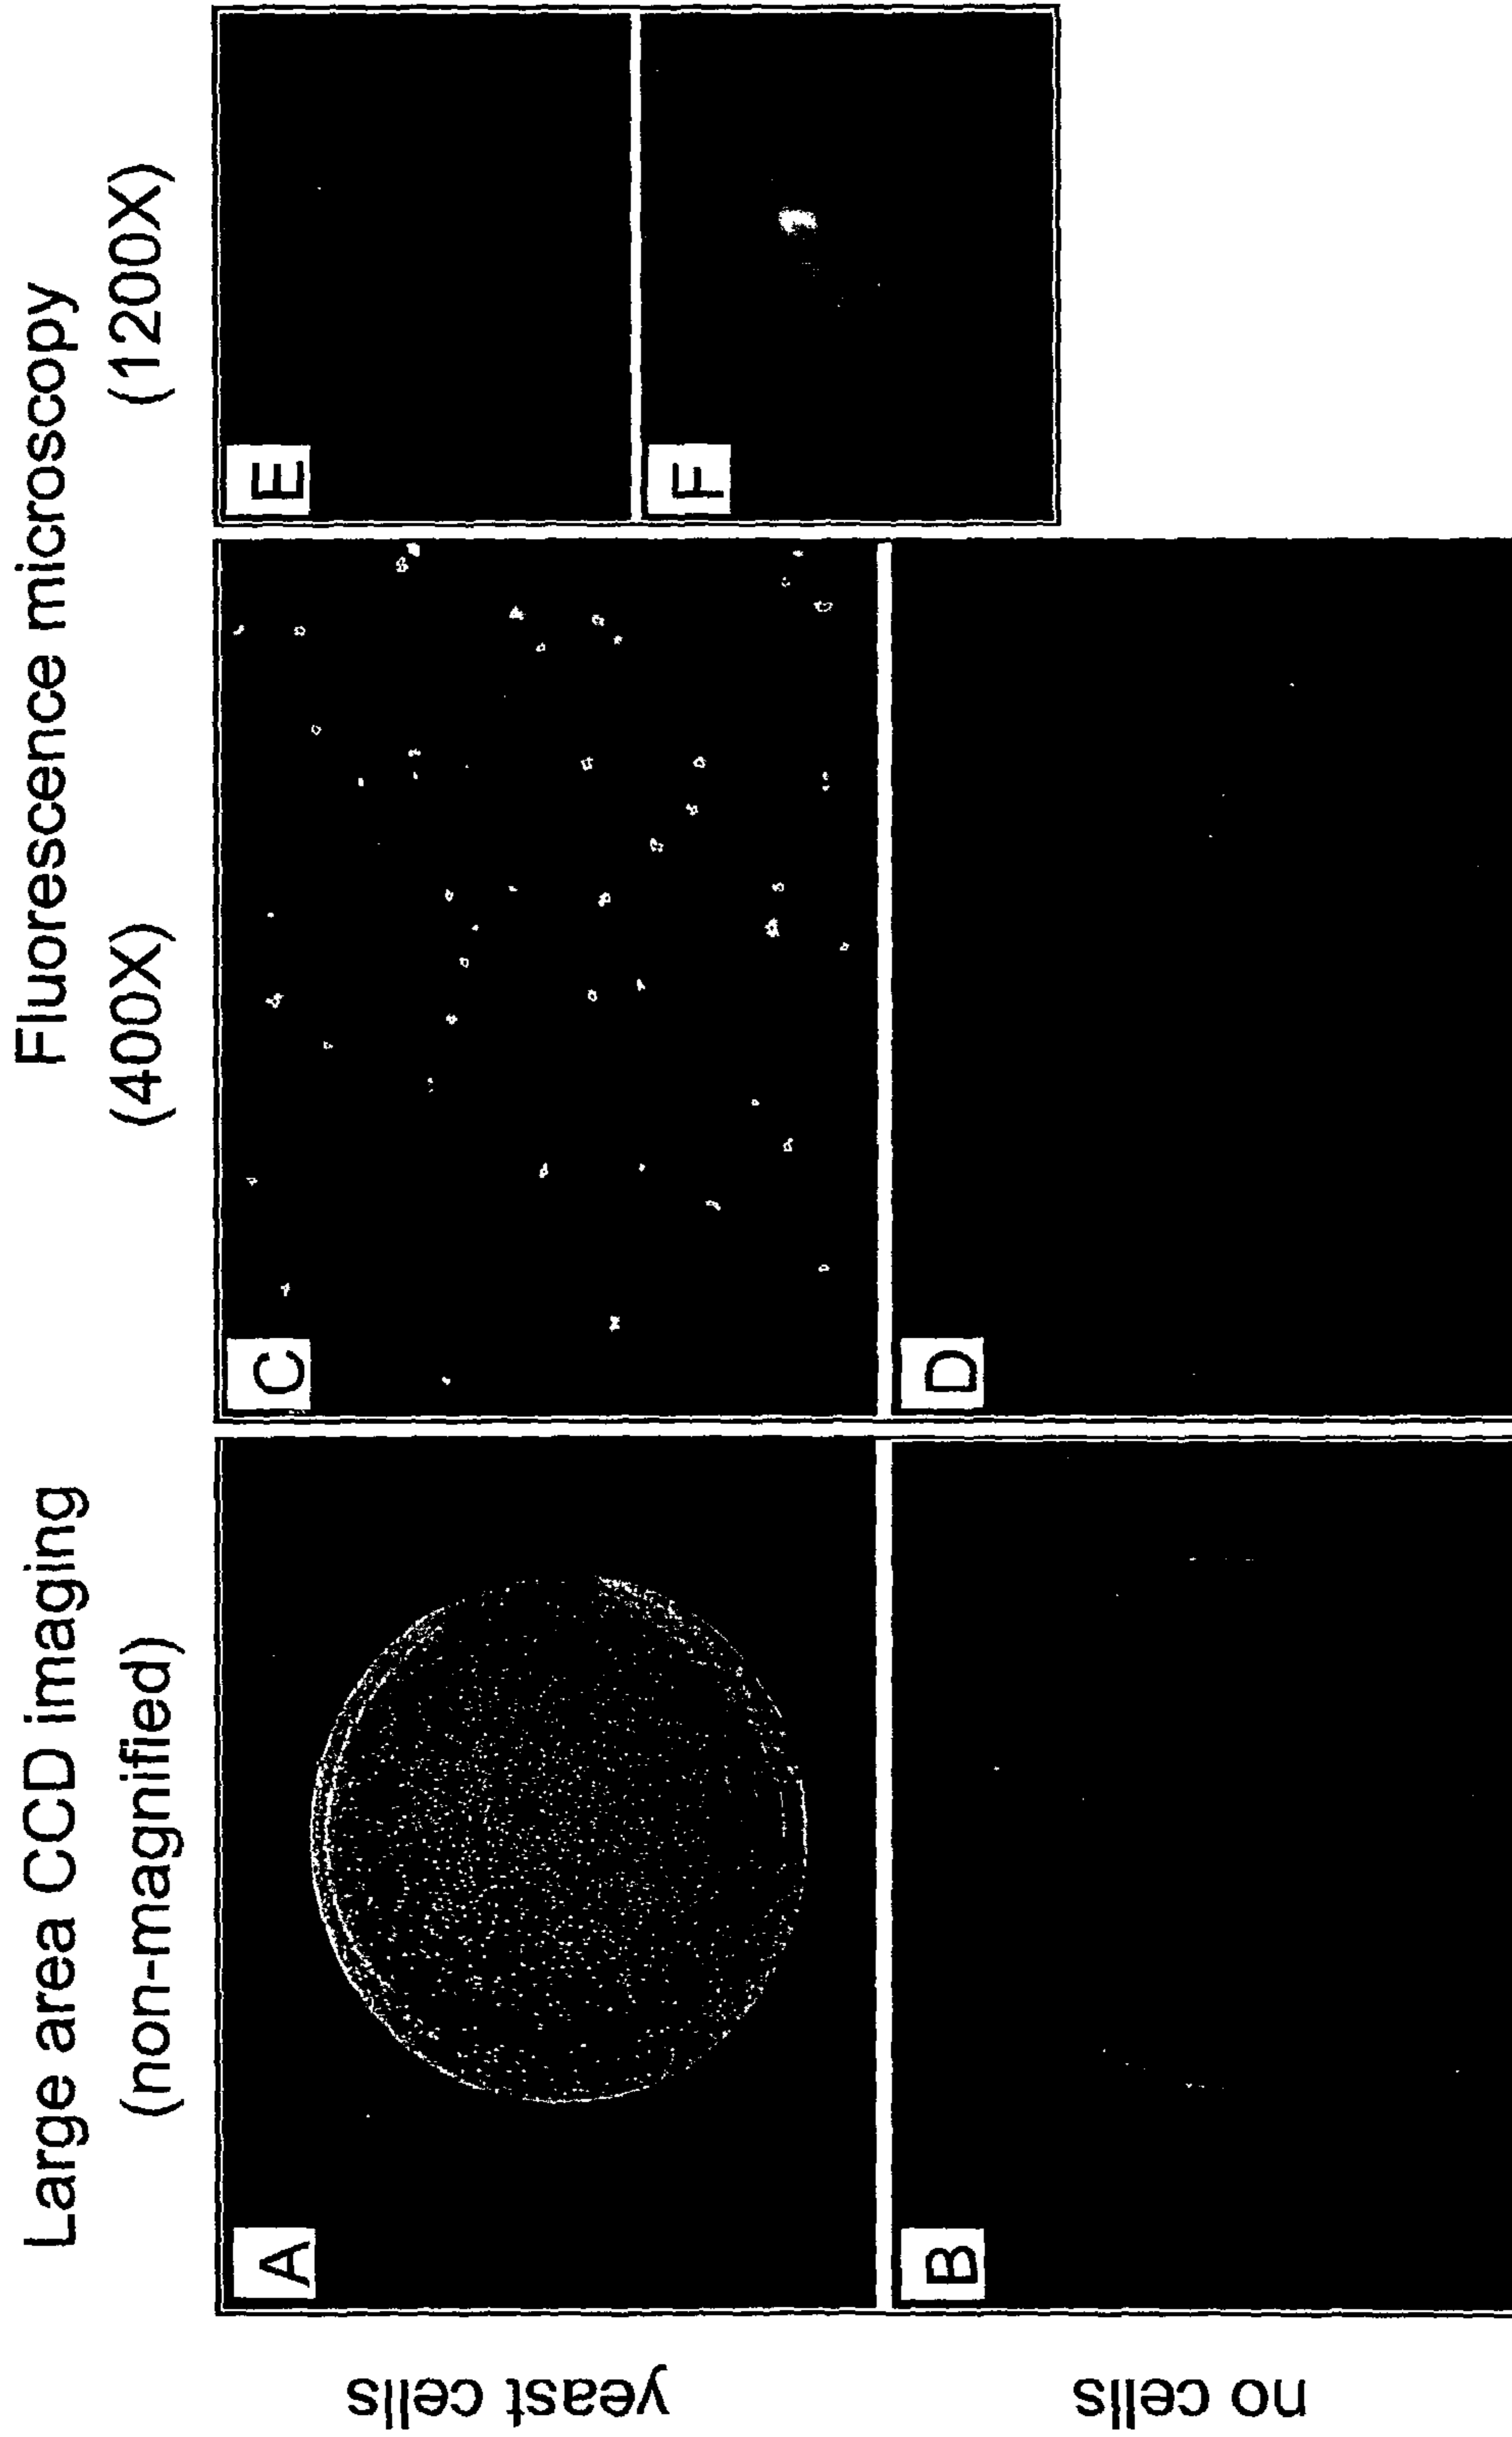 Large area CCD imaging
(non-magnified)
Fluorescence microscopy
(400X)
(1200X)
yeast cells
A
C
E
F
no cells
B
D